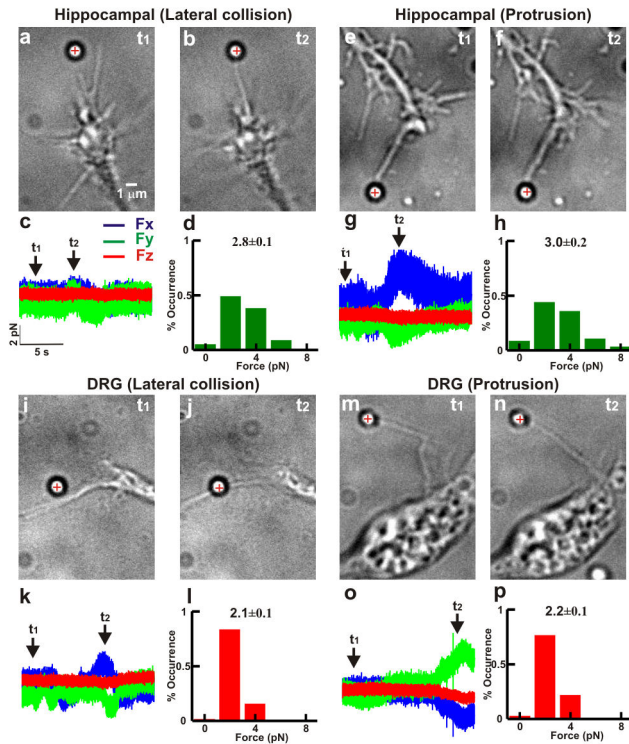 Hippocampal (Lateral collision)
Hippocampal (Protrusion)
a t1
b t2
e t1
f t2
1 µm
c
t1
t2
Fx
Fy
Fz
2 pN
5 s
d
2.8±0.1
% Occurrence
1
0.5
0
0 4 8
Force (pN)
g
t1
t2
h
3.0±0.2
% Occurrence
1
0.5
0
0 4 8
Force (pN)
DRG (Lateral collision)
DRG (Protrusion)
i t1
j t2
m t1
n t2
k
t1
t2
l
2.1±0.1
% Occurrence
1
0.5
0
0 4 8
Force (pN)
o
t1
t2
p
2.2±0.1
% Occurrence
1
0.5
0
0 4 8
Force (pN)